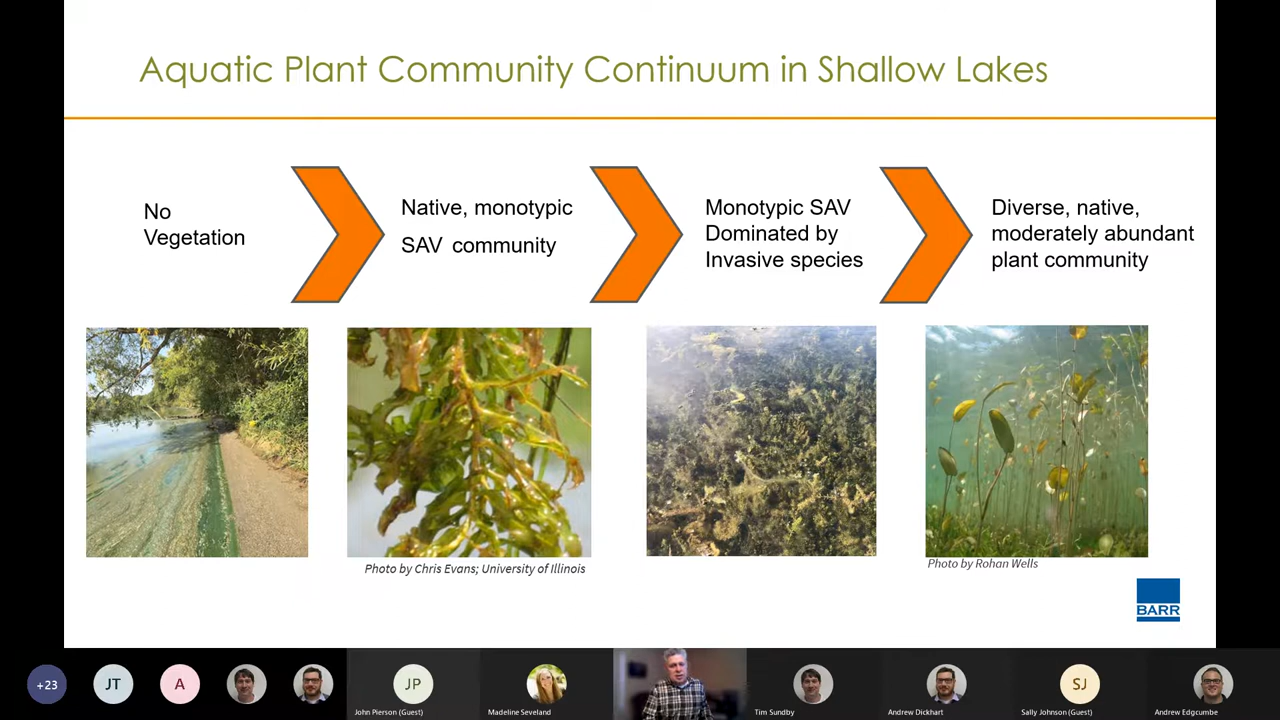 Aquatic Plant Community Continuum in Shallow Lakes
No
Vegetation
Native, monotypic
SAV community
Monotypic SAV
Dominated by
Invasive species
Diverse, native,
moderately abundant
plant community
Photo by Chris Evans; University of Illinois
Photo by Rohan Wells
BARR
+23
JT
A
JP
John Pierson (Guest)
Madeline Seveland
Tim Sundby
Andrew Dickhart
SJ
Sally Johnson (Guest)
Andrew Edgcumbe